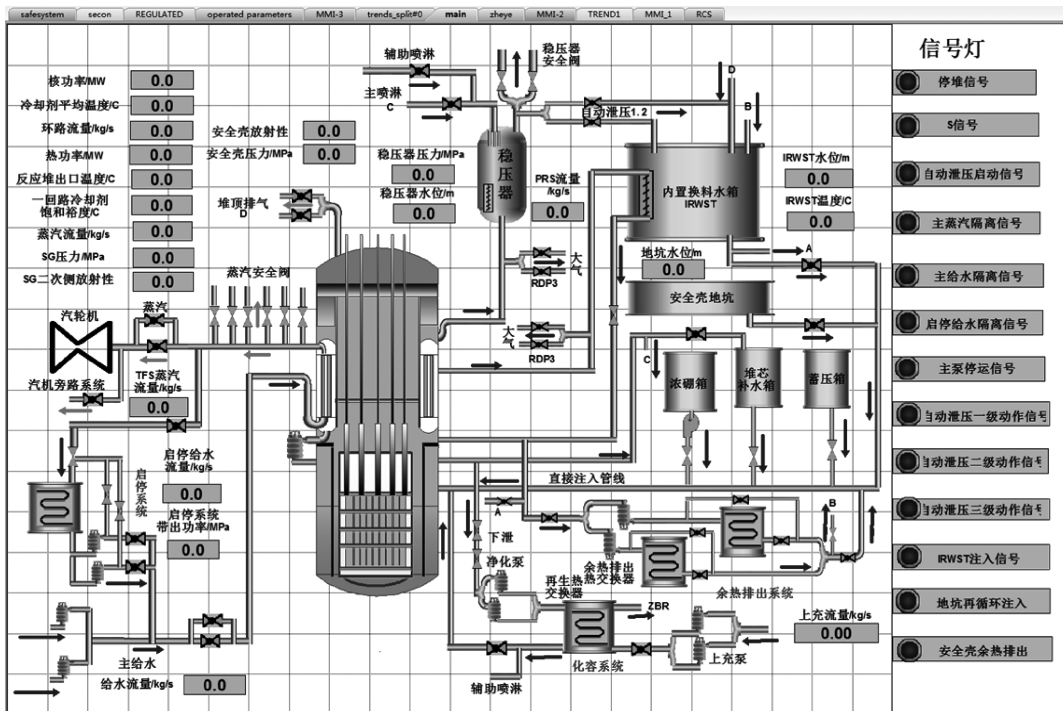 safesystem
secon
REGULATED
operated parameters
MMI-3
trends_split#0
main
zheye
MMI-2
TREND1
MMI_1
RCS
核功率/MW
0.0
冷却剂平均温度/C
0.0
环路流量/kg/s
0.0
热功率/MW
0.0
反应堆出口温度/C
0.0
一回路冷却剂
饱和裕度/C
0.0
蒸汽流量/kg/s
0.0
SG压力/MPa
0.0
SG二次侧放射性
0.0
安全壳放射性
0.0
安全壳压力/MPa
0.0
堆顶排气
D
辅助喷淋
主喷淋
C
稳压器
安全阀
稳压器压力/MPa
0.0
稳压器水位/m
0.0
稳压器
自动泄压1.2
PRS流量
/kg/s
0.0
D
B
内置换料水箱
IRWST
IRWST水位/m
0.0
IRWST温度/C
0.0
A
地坑水位/m
0.0
安全壳地坑
大气
RDP3
大气
RDP3
C
浓硼箱
堆芯
补水箱
蓄压箱
蒸汽安全阀
汽轮机
蒸汽
汽机旁路系统
TFS蒸汽
流量/kg/s
0.0
启停系统
启停给水
流量/kg/s
0.0
启停系统
带出功率/MPa
0.0
主给水
给水流量/kg/s
0.0
直接注入管线
A
下泄
净化泵
再生热
交换器
余热排出
热交换器
余热排出系统
B
ZBR
化容系统
上充泵
上充流量/kg/s
0.00
辅助喷淋
信号灯
停堆信号
S信号
自动泄压启动信号
主蒸汽隔离信号
主给水隔离信号
启停给水隔离信号
主泵停运信号
自动泄压一级动作信号
自动泄压二级动作信号
自动泄压三级动作信号
IRWST注入信号
地坑再循环注入
安全壳余热排出